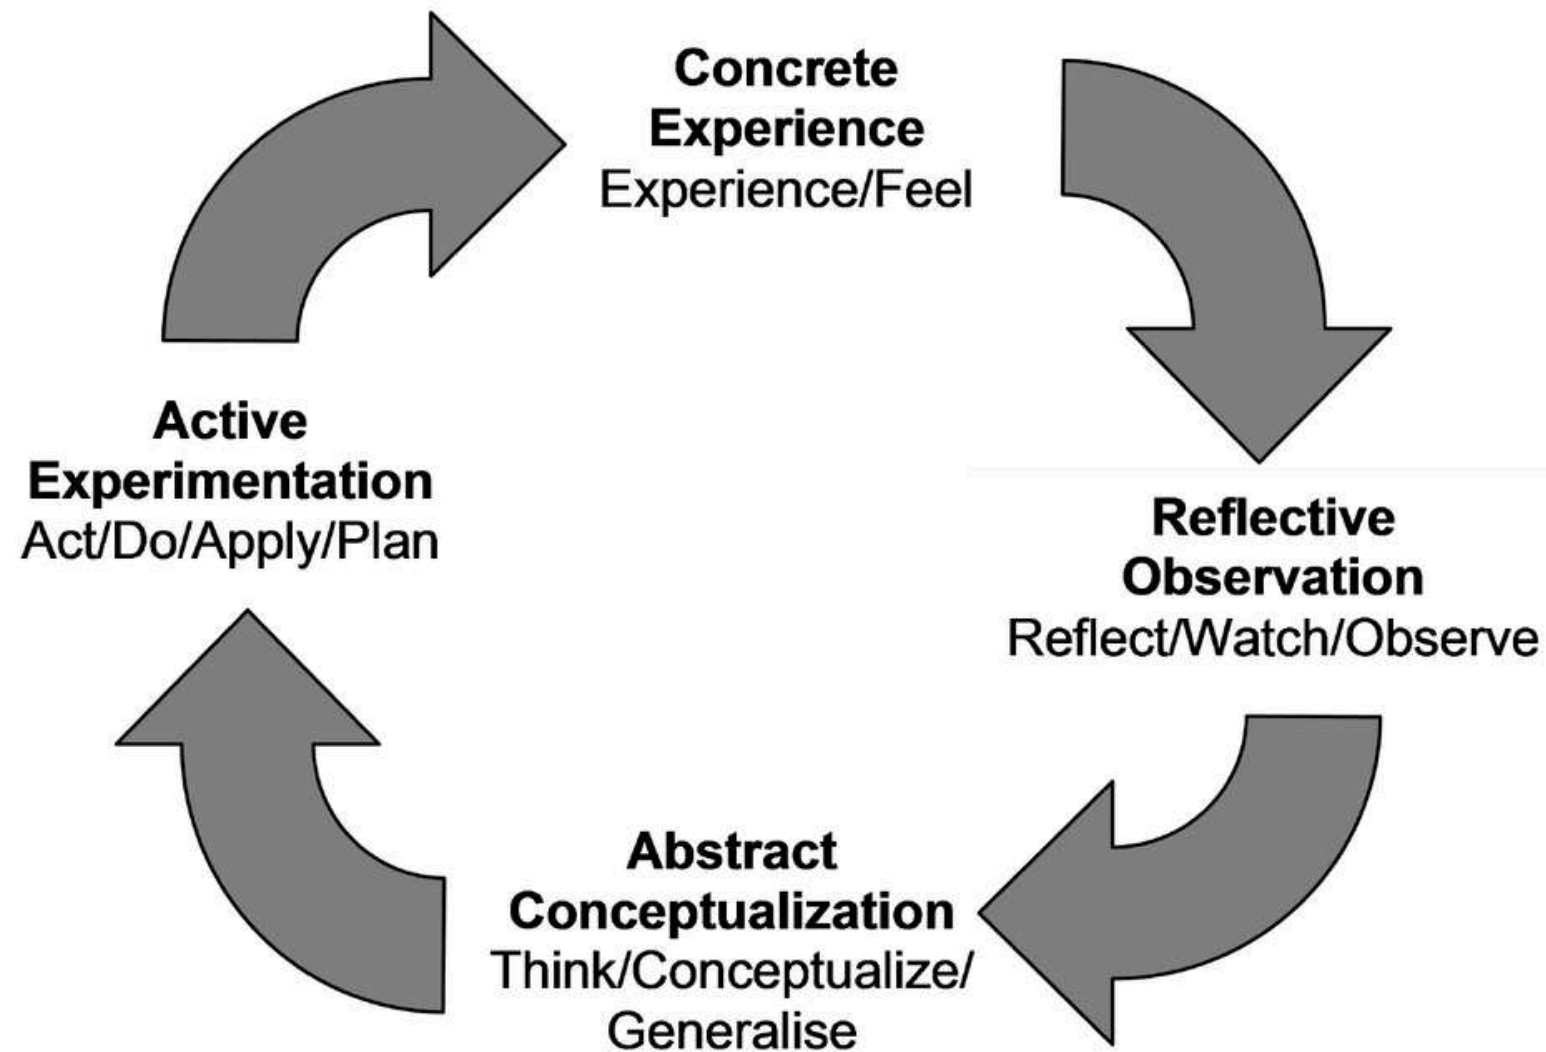 Concrete
Experience
Experience/Feel
Reflective
Observation
Reflect/Watch/Observe
Abstract
Conceptualization
Think/Conceptualize/
Generalise
Active
Experimentation
Act/Do/Apply/Plan